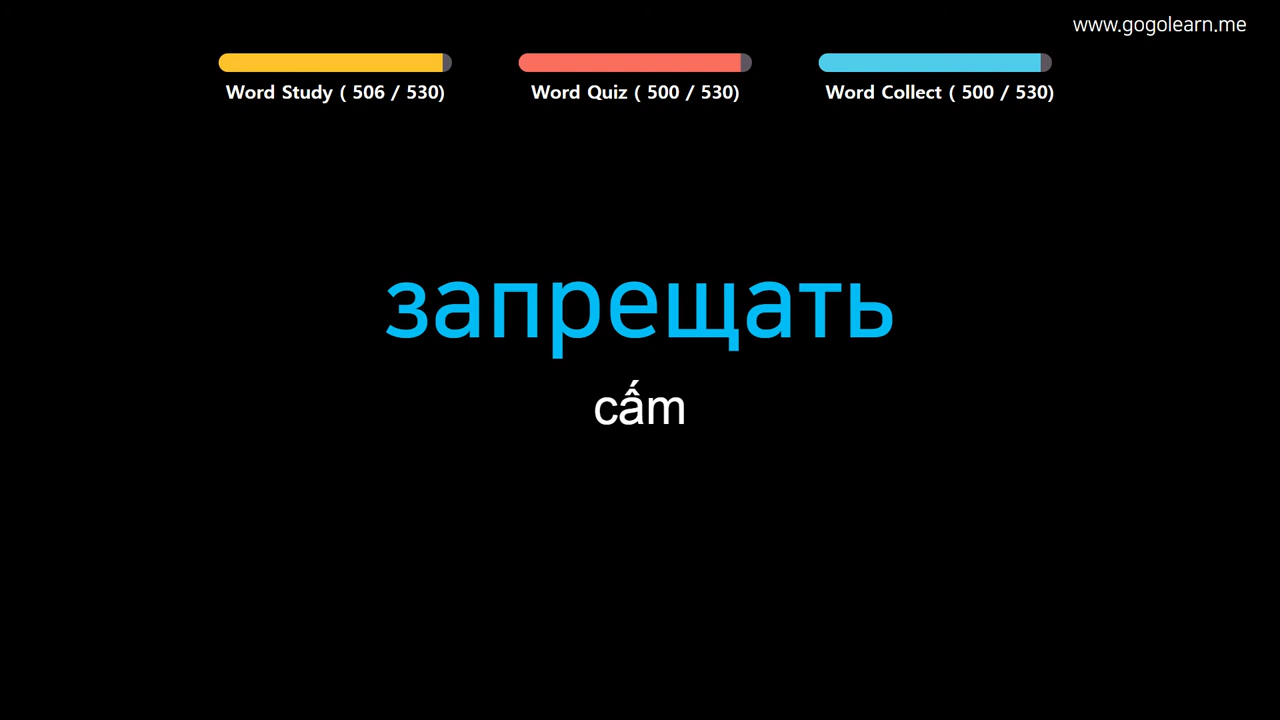 www.gogolearn.me
Word Study ( 506 / 530)
Word Quiz ( 500 / 530)
Word Collect ( 500 / 530)
запрещать
cấm